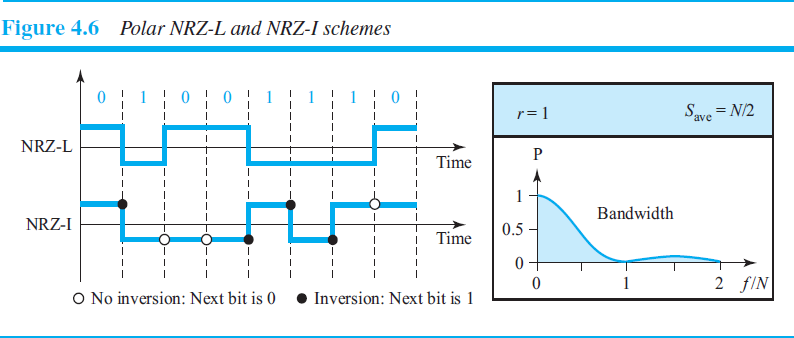 Figure 4.6 Polar NRZ-L and NRZ-I schemes
0 1 0 0 1 1 1 0
NRZ-L
Time
NRZ-I
Time
O No inversion: Next bit is 0 ● Inversion: Next bit is 1
r = 1 Save = N/2
P
1
Bandwidth
0.5
0
0 1 2 f/N